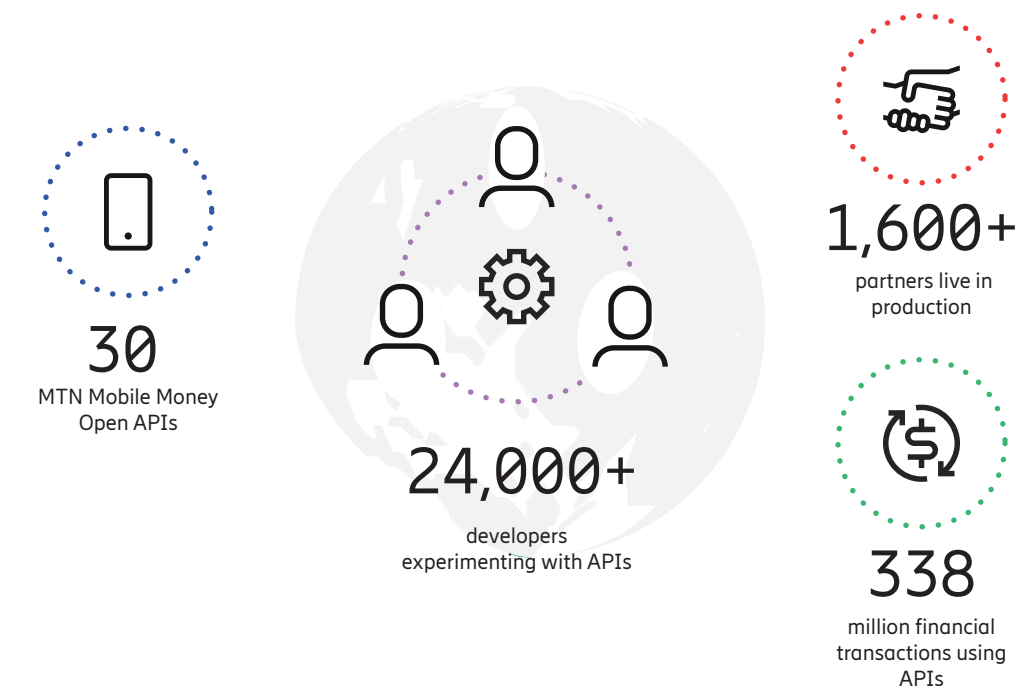 30
MTN Mobile Money
Open APIs
24,000+
developers
experimenting with APIs
1,600+
partners live in
production
338
million financial
transactions using
APIs